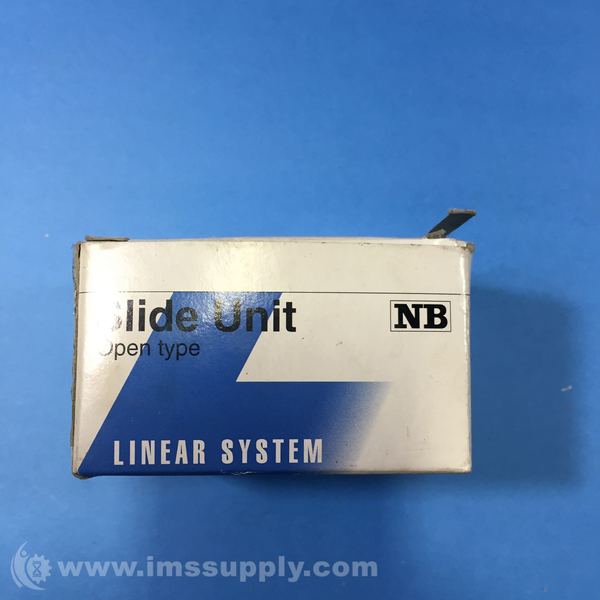 Slide Unit
Open type
NB
LINEAR SYSTEM
www.imssupply.com